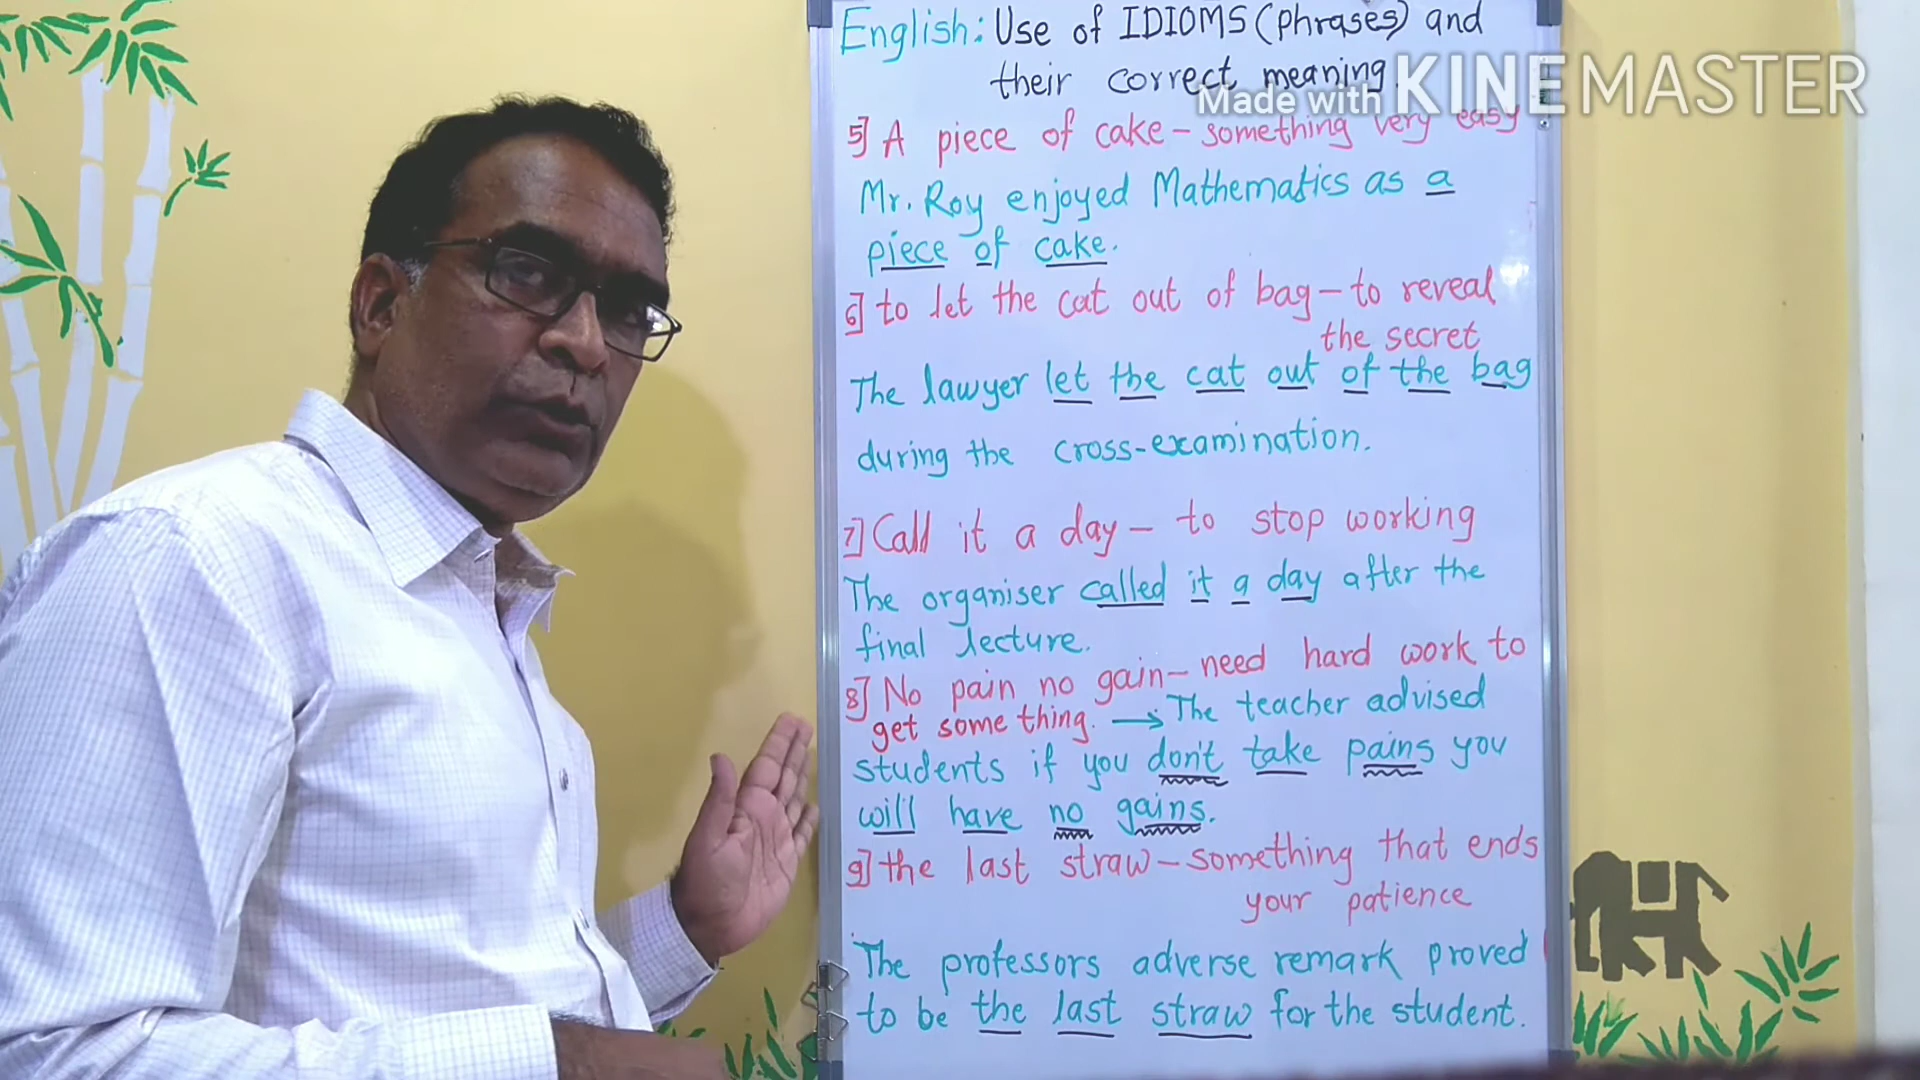 English: Use of IDIOMS (phrases) and
their correct meaning.
Made with KINEMASTER
5] A piece of cake - something very easy
Mr. Roy enjoyed Mathematics as a
piece of cake.
6] to let the cat out of bag - to reveal
the secret
The lawyer let the cat out of the bag
during the cross-examination.
7] Call it a day - to stop working
The organiser called it a day after the
final lecture.
8] No pain no gain - need hard work to
get some thing. → The teacher advised
students if you don't take pains you
will have no gains.
9] the last straw - something that ends
your patience
The professors adverse remark proved
to be the last straw for the student.